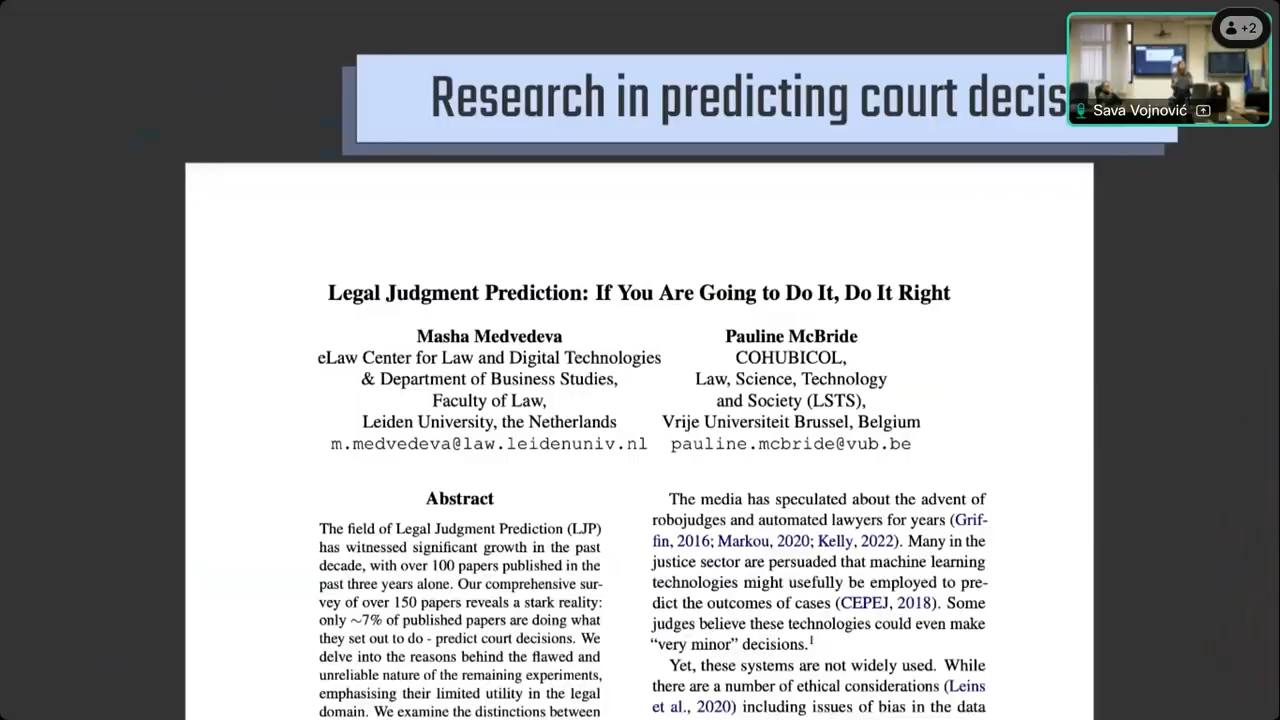 Research in predicting court decis
+2
Sava Vojnović
Legal Judgment Prediction: If You Are Going to Do It, Do It Right
Masha Medvedeva
eLaw Center for Law and Digital Technologies
& Department of Business Studies,
Faculty of Law,
Leiden University, the Netherlands
m.medvedeva@law.leidenuniv.nl
Pauline McBride
COHUBICOL,
Law, Science, Technology
and Society (LSTS),
Vrije Universiteit Brussel, Belgium
pauline.mcbride@vub.be
Abstract
The field of Legal Judgment Prediction (LJP)
has witnessed significant growth in the past
decade, with over 100 papers published in the
past three years alone. Our comprehensive sur-
vey of over 150 papers reveals a stark reality:
only ~7% of published papers are doing what
they set out to do - predict court decisions. We
delve into the reasons behind the flawed and
unreliable nature of the remaining experiments,
emphasising their limited utility in the legal
domain. We examine the distinctions between
The media has speculated about the advent of
robojudges and automated lawyers for years (Grif-
fin, 2016; Markou, 2020; Kelly, 2022). Many in the
justice sector are persuaded that machine learning
technologies might usefully be employed to pre-
dict the outcomes of cases (CEPEJ, 2018). Some
judges believe these technologies could even make
“very minor” decisions.1
Yet, these systems are not widely used. While
there are a number of ethical considerations (Leins
et al., 2020) including issues of bias in the data